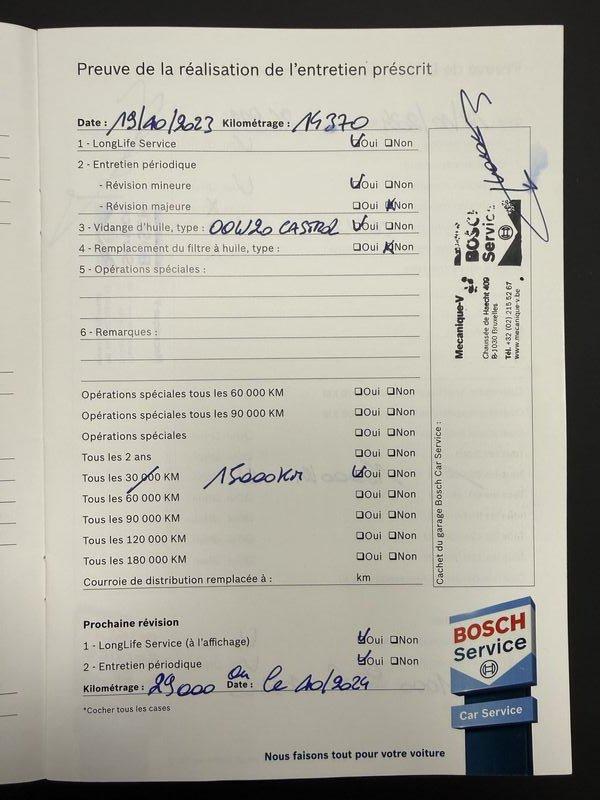 Preuve de la réalisation de l'entretien préscrit
Date : 19/10/2023 Kilométrage : 14370
1 - LongLife Service Oui Non
2 - Entretien périodique
- Révision mineure Oui Non
- Révision majeure Oui Non
3 - Vidange d'huile, type : 00W20 CASTROL Oui Non
4 - Remplacement du filtre à huile, type : Oui Non
5 - Opérations spéciales :
6 - Remarques :
Opérations spéciales tous les 60 000 KM Oui Non
Opérations spéciales tous les 90 000 KM Oui Non
Opérations spéciales Oui Non
Tous les 2 ans Oui Non
Tous les 30 000 KM 15000 Km Oui Non
Tous les 60 000 KM Oui Non
Tous les 90 000 KM Oui Non
Tous les 120 000 KM Oui Non
Tous les 180 000 KM Oui Non
Courroie de distribution remplacée à : km
Cachet du garage Bosch Car Service :
BOSCH
Service
Mecanique-V
Chaussée de Haecht 409
B-1030 Bruxelles
Tél. +32 (02) 215 52 67
www.mecanique-v.be
Prochaine révision
1 - LongLife Service (à l'affichage) Oui Non
2 - Entretien périodique Oui Non
Kilométrage : 29000 ou Date : le 10/2024
*Cocher tous les cases
BOSCH
Service
Car Service
Nous faisons tout pour votre voiture